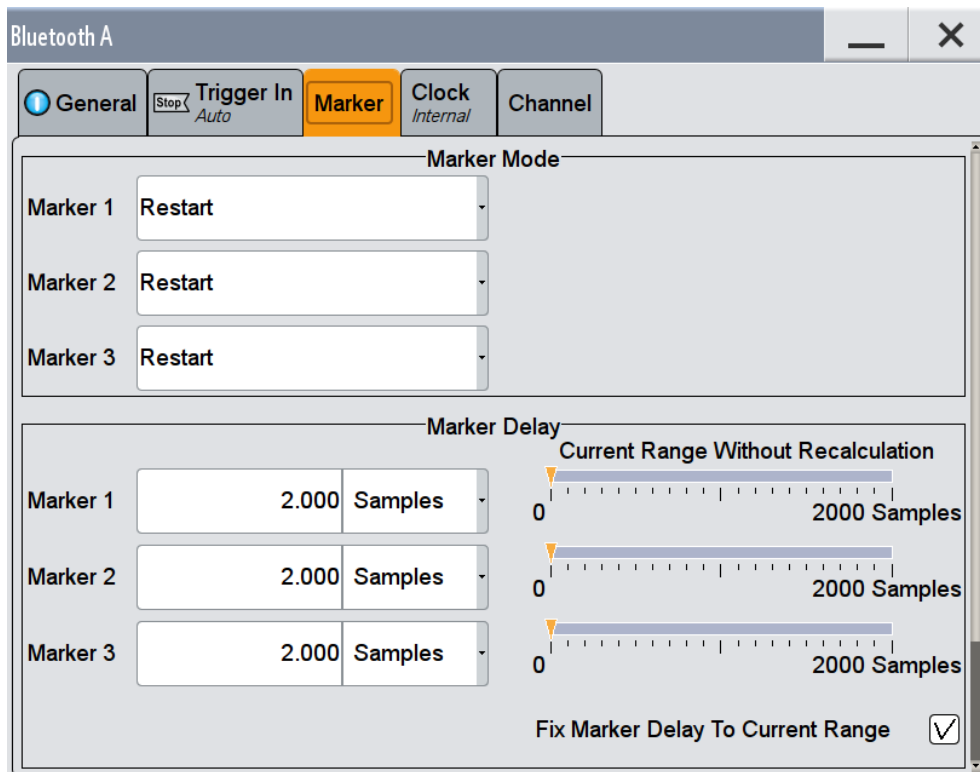 Bluetooth A
General
Stop
Trigger In
Auto
Marker
Clock
Internal
Channel
Marker Mode
Marker 1 Restart
Marker 2 Restart
Marker 3 Restart
Marker Delay
Current Range Without Recalculation
Marker 1 2.000 Samples
0 2000 Samples
Marker 2 2.000 Samples
0 2000 Samples
Marker 3 2.000 Samples
0 2000 Samples
Fix Marker Delay To Current Range